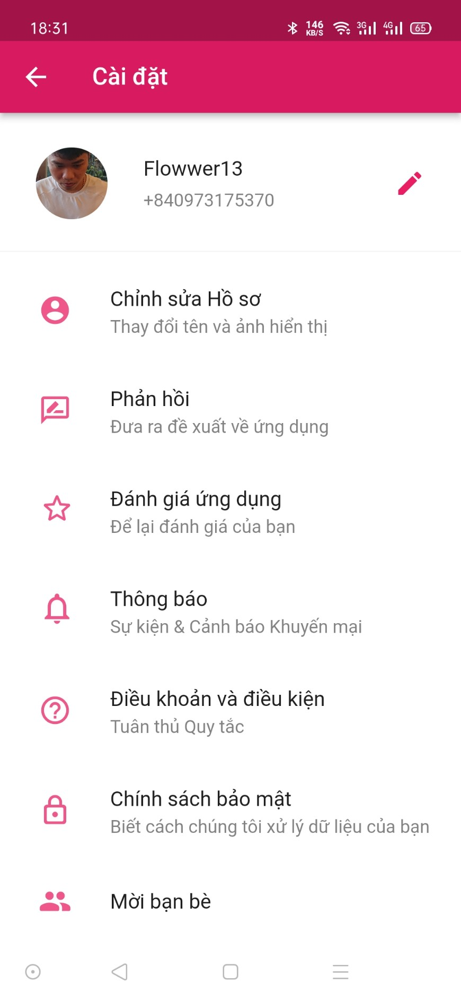 18:31
146
KB/S
3G
4G
65
Cài đặt
Flowwer13
+840973175370
Chỉnh sửa Hồ sơ
Thay đổi tên và ảnh hiển thị
Phản hồi
Đưa ra đề xuất về ứng dụng
Đánh giá ứng dụng
Để lại đánh giá của bạn
Thông báo
Sự kiện & Cảnh báo Khuyến mại
Điều khoản và điều kiện
Tuân thủ Quy tắc
Chính sách bảo mật
Biết cách chúng tôi xử lý dữ liệu của bạn
Mời bạn bè